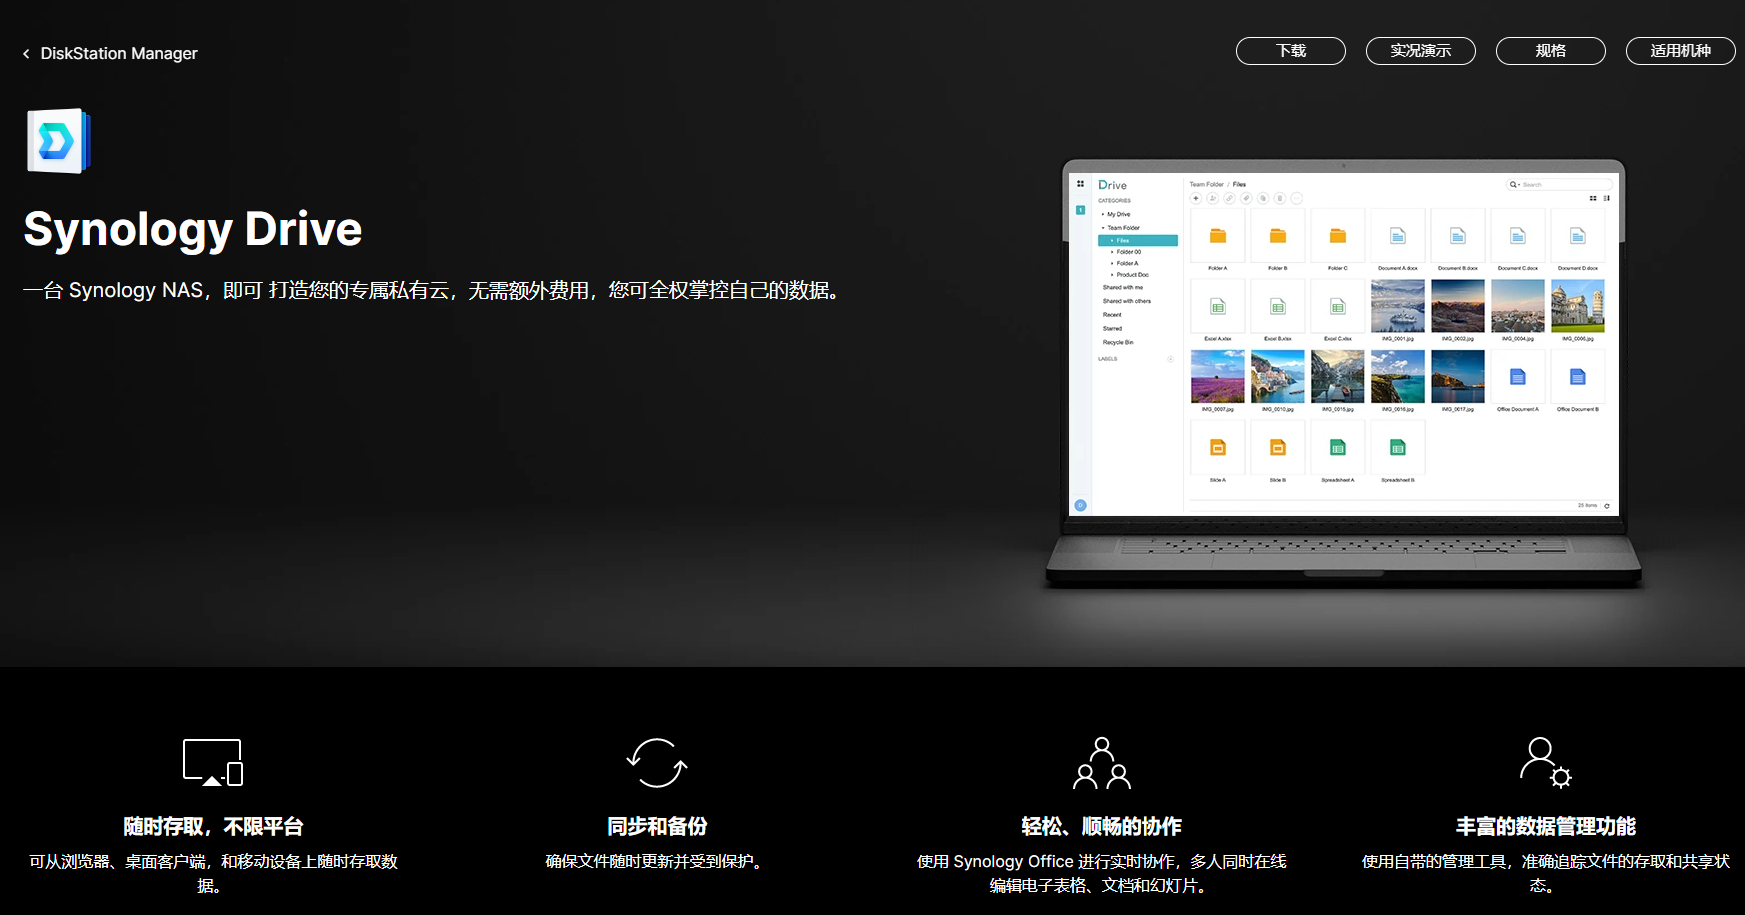 DiskStation Manager
下载
实况演示
规格
适用机种
Synology Drive
一台 Synology NAS，即可 打造您的专属私有云，无需额外费用，您可全权掌控自己的数据。
Drive
Team Folder / Files
Search
CATEGORIES
My Drive
Team Folder
Files
Folder 00
Folder A
Product Doc
Shared with me
Shared with others
Recent
Starred
Recycle Bin
LABELS
Folder A
Folder B
Folder C
Document A.docx
Document B.docx
Document C.docx
Document D.docx
Excel A.xlsx
Excel B.xlsx
Excel C.xlsx
IMG_0001.jpg
IMG_0002.jpg
IMG_0004.jpg
IMG_0006.jpg
IMG_0007.jpg
IMG_0010.jpg
IMG_0015.jpg
IMG_0016.jpg
IMG_0017.jpg
Office Document A
Office Document B
Slide A
Slide B
Spreadsheet A
Spreadsheet B
25 items
随时存取，不限平台
可从浏览器、桌面客户端，和移动设备上随时存取数
据。
同步和备份
确保文件随时更新并受到保护。
轻松、顺畅的协作
使用 Synology Office 进行实时协作，多人同时在线
编辑电子表格、文档和幻灯片。
丰富的数据管理功能
使用自带的管理工具，准确追踪文件的存取和共享状
态。